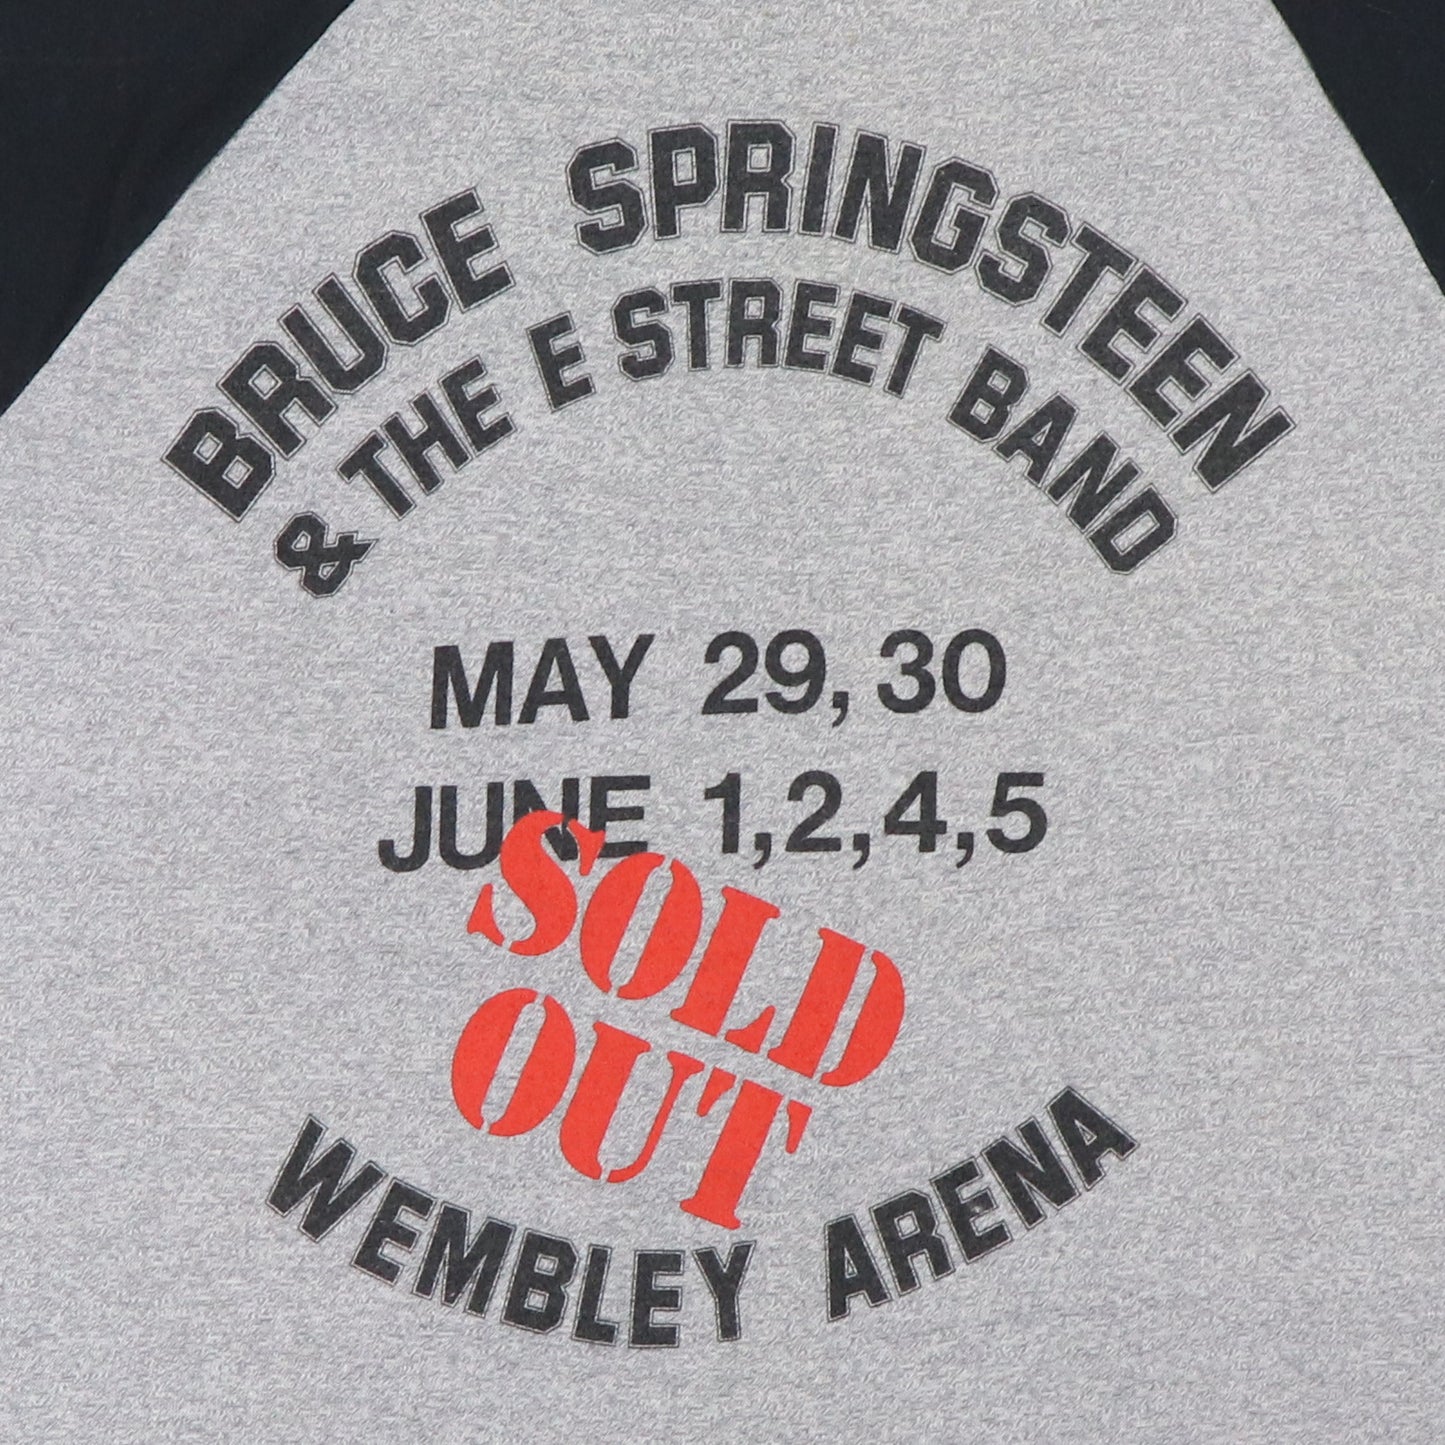 BRUCE SPRINGSTEEN
& THE E STREET BAND
MAY 29, 30
JUNE 1,2,4,5
SOLD
OUT
WEMBLEY ARENA